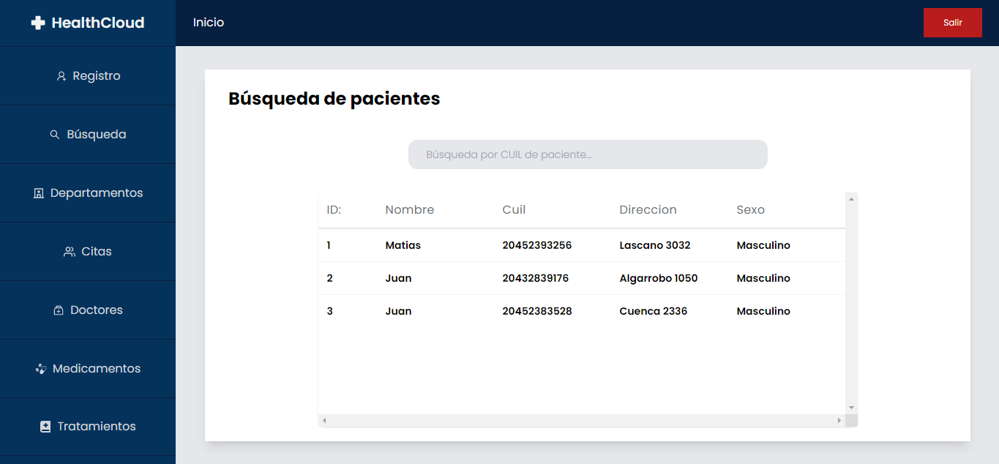 HealthCloud
Inicio
Salir
Registro
Búsqueda
Departamentos
Citas
Doctores
Medicamentos
Tratamientos
Búsqueda de pacientes
Búsqueda por CUIL de paciente...
ID: Nombre Cuil Direccion Sexo
1 Matias 20452393256 Lascano 3032 Masculino
2 Juan 20432839176 Algarrobo 1050 Masculino
3 Juan 20452383528 Cuenca 2336 Masculino